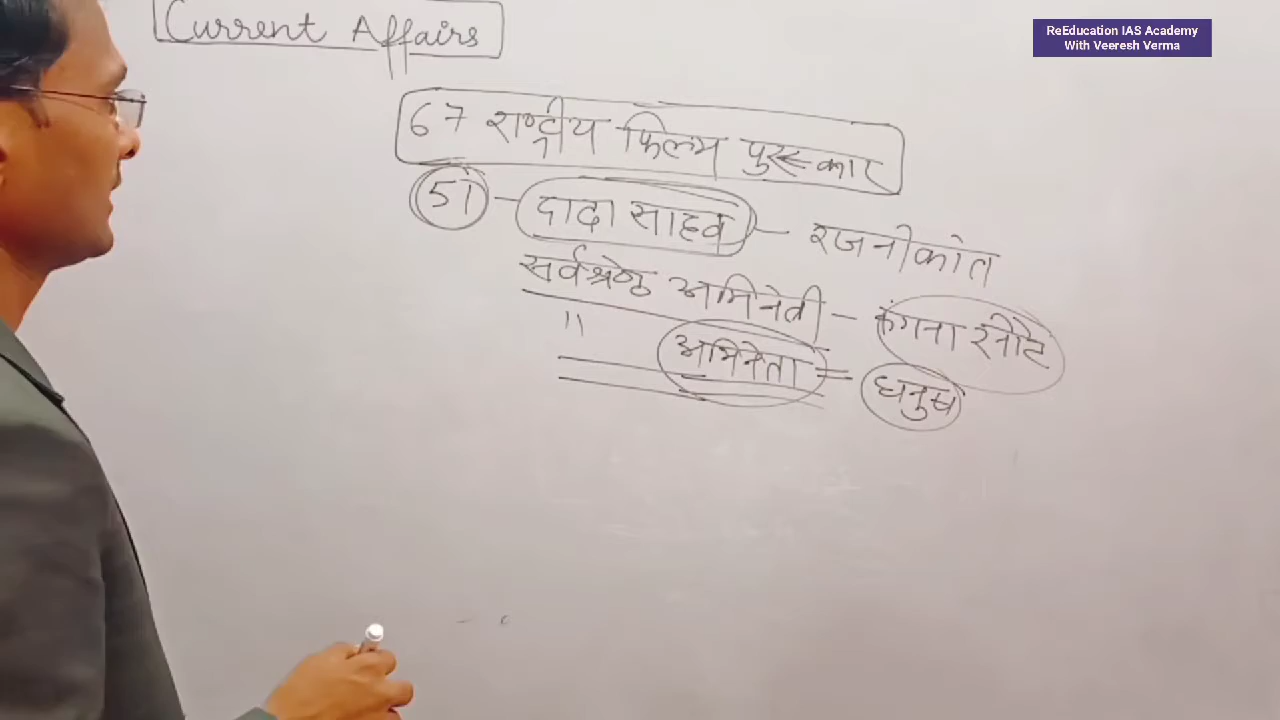 Current Affairs
ReEducation IAS Academy
With Veeresh Verma
67 राष्ट्रीय फिल्म पुरस्कार
51 - दादा साहव - रजनीकांत
सर्वश्रेष्ठ अभिनेत्री - कंगना रनौट
" अभिनेता = धनुष